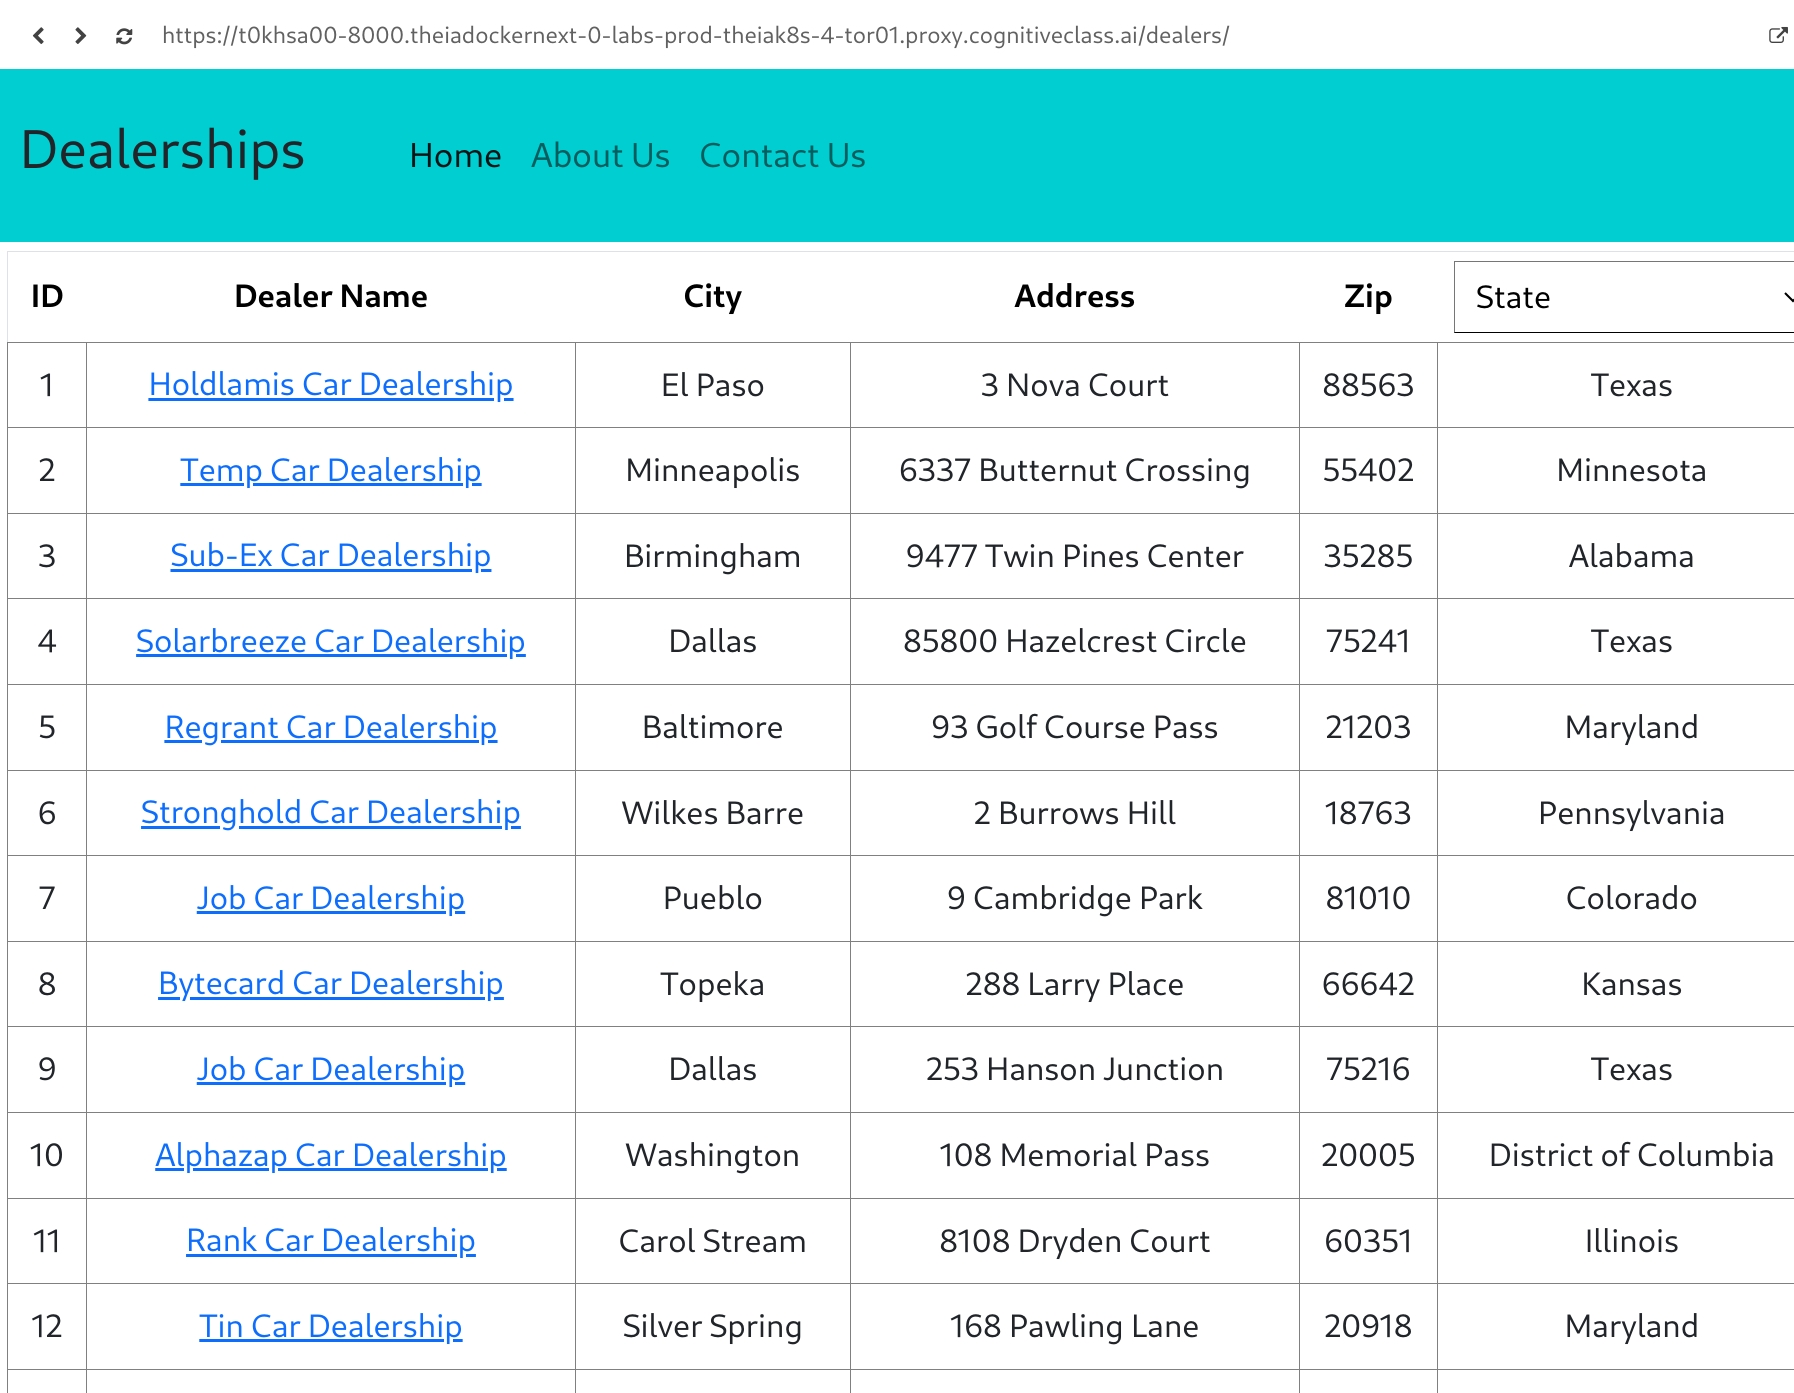 https://t0khsa00-8000.theiadockernext-0-labs-prod-theiak8s-4-tor01.proxy.cognitiveclass.ai/dealers/
Dealerships Home About Us Contact Us
ID Dealer Name City Address Zip State
1 Holdlamis Car Dealership El Paso 3 Nova Court 88563 Texas
2 Temp Car Dealership Minneapolis 6337 Butternut Crossing 55402 Minnesota
3 Sub-Ex Car Dealership Birmingham 9477 Twin Pines Center 35285 Alabama
4 Solarbreeze Car Dealership Dallas 85800 Hazelcrest Circle 75241 Texas
5 Regrant Car Dealership Baltimore 93 Golf Course Pass 21203 Maryland
6 Stronghold Car Dealership Wilkes Barre 2 Burrows Hill 18763 Pennsylvania
7 Job Car Dealership Pueblo 9 Cambridge Park 81010 Colorado
8 Bytecard Car Dealership Topeka 288 Larry Place 66642 Kansas
9 Job Car Dealership Dallas 253 Hanson Junction 75216 Texas
10 Alphazap Car Dealership Washington 108 Memorial Pass 20005 District of Columbia
11 Rank Car Dealership Carol Stream 8108 Dryden Court 60351 Illinois
12 Tin Car Dealership Silver Spring 168 Pawling Lane 20918 Maryland